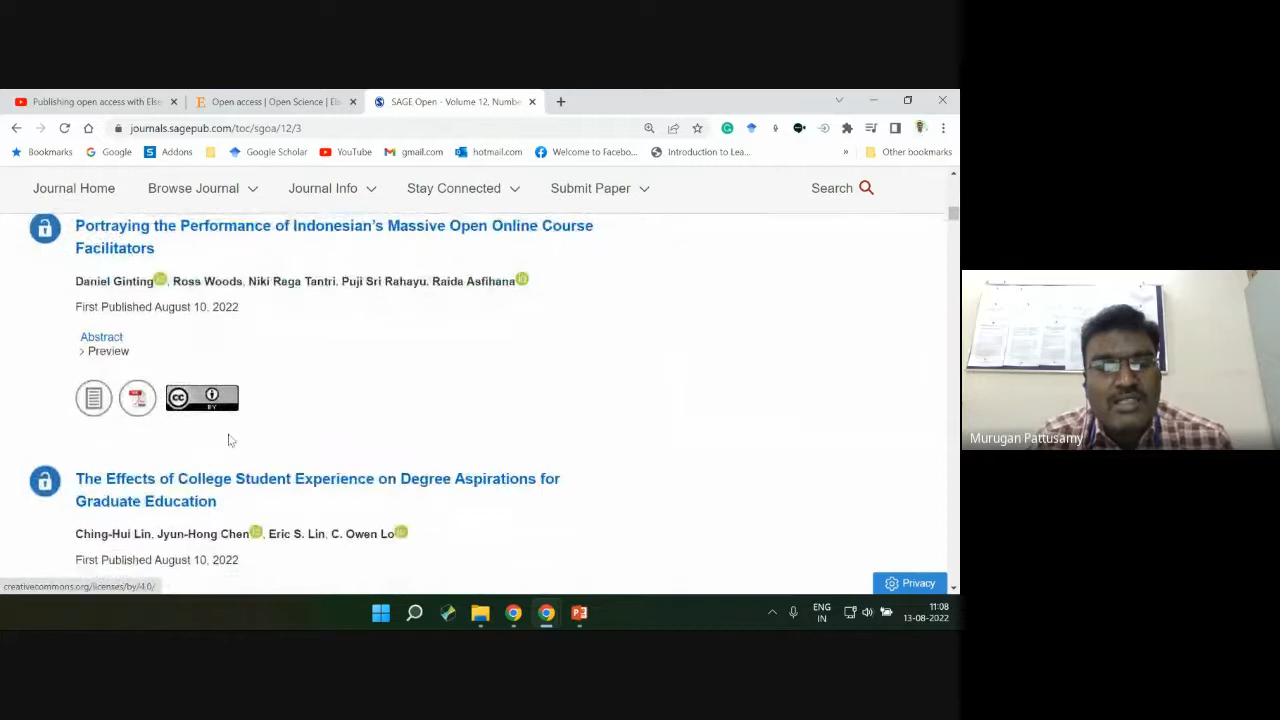 Publishing open access with Else
Open access | Open Science | Els
SAGE Open - Volume 12, Numbe
journals.sagepub.com/toc/sgoa/12/3
Bookmarks
Google
Addons
Google Scholar
YouTube
gmail.com
hotmail.com
Welcome to Facebo...
Introduction to Lea...
»
Other bookmarks
Journal Home
Browse Journal
Journal Info
Stay Connected
Submit Paper
Search
Portraying the Performance of Indonesian's Massive Open Online Course
Facilitators
Daniel Ginting, Ross Woods, Niki Raga Tantri, Puji Sri Rahayu, Raida Asfihana
First Published August 10, 2022
Abstract
> Preview
CC BY
The Effects of College Student Experience on Degree Aspirations for
Graduate Education
Ching-Hui Lin, Jyun-Hong Chen, Eric S. Lin, C. Owen Lo
First Published August 10, 2022
creativecommons.org/licenses/by/4.0/
Privacy
ENG
IN
11:08
13-08-2022
Murugan Pattusamy